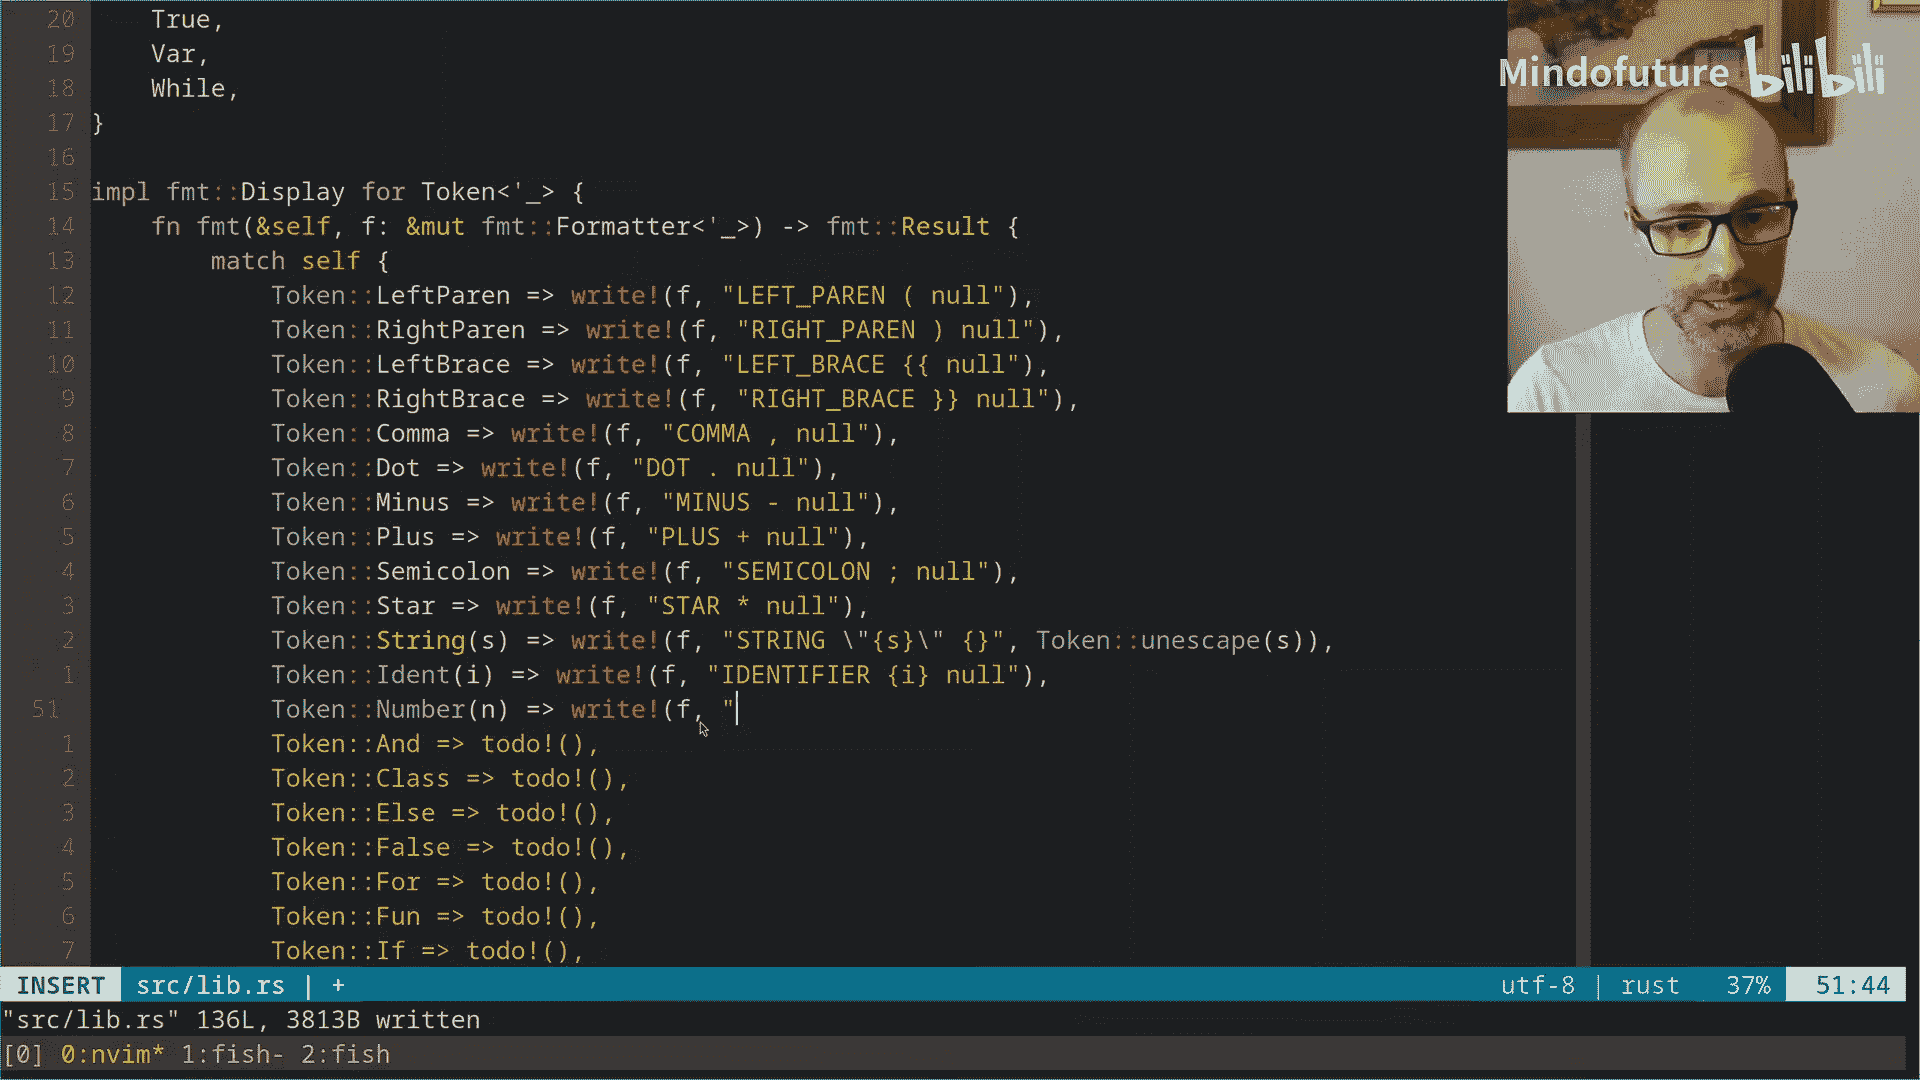 20 True,
19 Var,
18 While,
17 }
16
15 impl fmt::Display for Token<'_> {
14 fn fmt(&self, f: &mut fmt::Formatter<'_>) -> fmt::Result {
13 match self {
12 Token::LeftParen => write!(f, "LEFT_PAREN ( null"),
11 Token::RightParen => write!(f, "RIGHT_PAREN ) null"),
10 Token::LeftBrace => write!(f, "LEFT_BRACE {{ null"),
9 Token::RightBrace => write!(f, "RIGHT_BRACE }} null"),
8 Token::Comma => write!(f, "COMMA , null"),
7 Token::Dot => write!(f, "DOT . null"),
6 Token::Minus => write!(f, "MINUS - null"),
5 Token::Plus => write!(f, "PLUS + null"),
4 Token::Semicolon => write!(f, "SEMICOLON ; null"),
3 Token::Star => write!(f, "STAR * null"),
2 Token::String(s) => write!(f, "STRING \"{s}\" {}", Token::unescape(s)),
1 Token::Ident(i) => write!(f, "IDENTIFIER {i} null"),
51 Token::Number(n) => write!(f, "
1 Token::And => todo!(),
2 Token::Class => todo!(),
3 Token::Else => todo!(),
4 Token::False => todo!(),
5 Token::For => todo!(),
6 Token::Fun => todo!(),
7 Token::If => todo!(),
INSERT src/lib.rs | + utf-8 | rust 37% 51:44
"src/lib.rs" 136L, 3813B written
[0] 0:nvim* 1:fish- 2:fish
Mindofuture bilibili